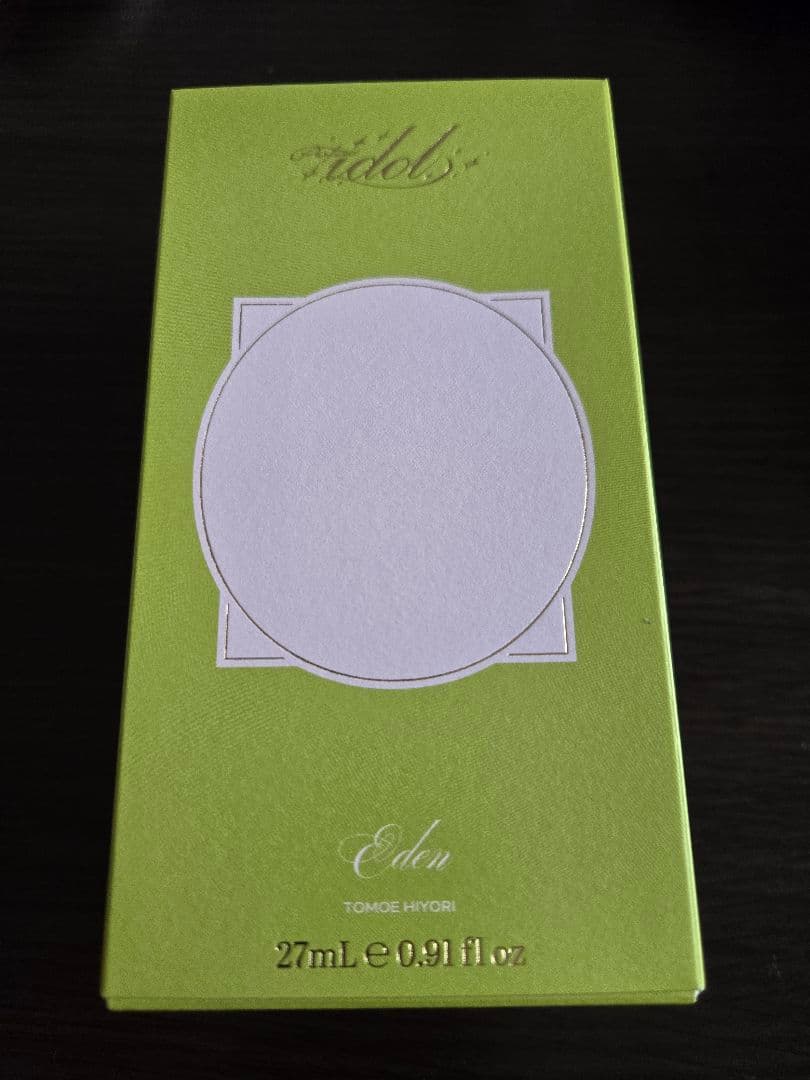 idols
Eden
TOMOE HIYORI
27mL ℮ 0.91 fl oz